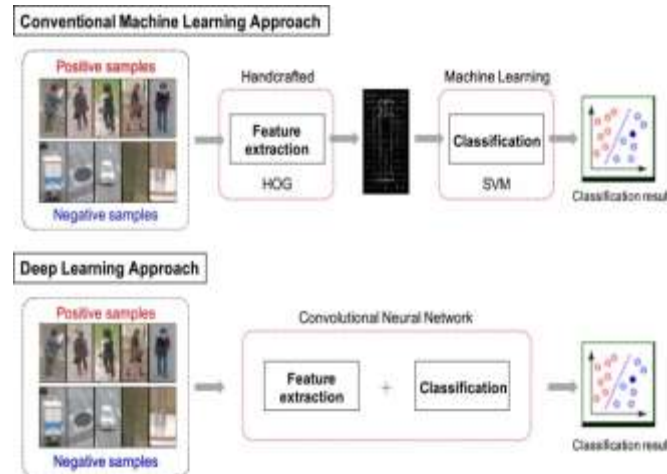 Conventional Machine Learning Approach
Positive samples
Negative samples
Handcrafted
Feature
extraction
HOG
Machine Learning
Classification
SVM
Classification result
Deep Learning Approach
Positive samples
Negative samples
Convolutional Neural Network
Feature
extraction
+
Classification
Classification result